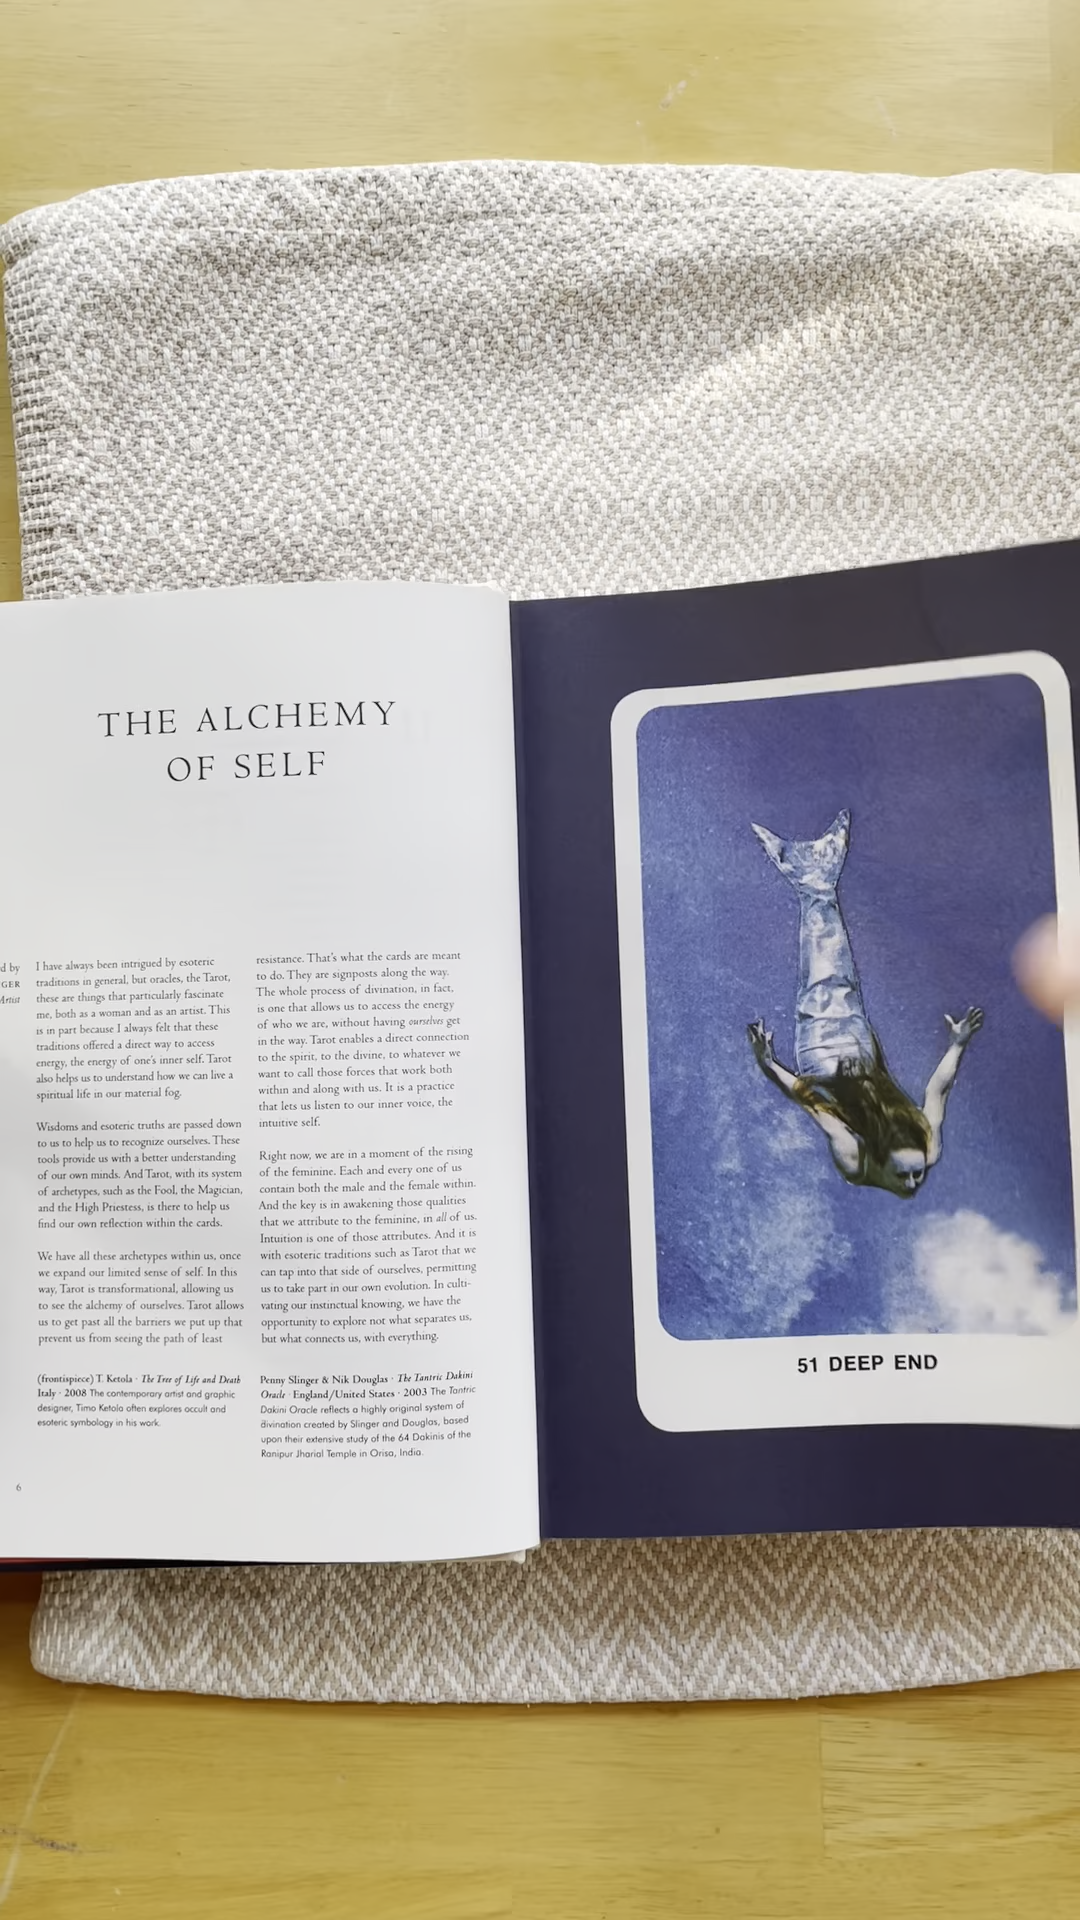 THE ALCHEMY
OF SELF
d by
GER
Artist
I have always been intrigued by esoteric
traditions in general, but oracles, the Tarot,
these are things that particularly fascinate
me, both as a woman and as an artist. This
is in part because I always felt that these
traditions offered a direct way to access
energy, the energy of one's inner self. Tarot
also helps us to understand how we can live a
spiritual life in our material fog.
Wisdoms and esoteric truths are passed down
to us to help us to recognize ourselves. These
tools provide us with a better understanding
of our own minds. And Tarot, with its system
of archetypes, such as the Fool, the Magician,
and the High Priestess, is there to help us
find our own reflection within the cards.
We have all these archetypes within us, once
we expand our limited sense of self. In this
way, Tarot is transformational, allowing us
to see the alchemy of ourselves. Tarot allows
us to get past all the barriers we put up that
prevent us from seeing the path of least
resistance. That's what the cards are meant
to do. They are signposts along the way.
The whole process of divination, in fact,
is one that allows us to access the energy
of who we are, without having ourselves get
in the way. Tarot enables a direct connection
to the spirit, to the divine, to whatever we
want to call those forces that work both
within and along with us. It is a practice
that lets us listen to our inner voice, the
intuitive self.
Right now, we are in a moment of the rising
of the feminine. Each and every one of us
contain both the male and the female within.
And the key is in awakening those qualities
that we attribute to the feminine, in all of us.
Intuition is one of those attributes. And it is
with esoteric traditions such as Tarot that we
can tap into that side of ourselves, permitting
us to take part in our own evolution. In culti-
vating our instinctual knowing, we have the
opportunity to explore not what separates us,
but what connects us, with everything.
(frontispiece) T. Ketola · The Tree of Life and Death
Italy · 2008 The contemporary artist and graphic
designer, Timo Ketola often explores occult and
esoteric symbology in his work.
Penny Slinger & Nik Douglas · The Tantric Dakini
Oracle · England/United States · 2003 The Tantric
Dakini Oracle reflects a highly original system of
divination created by Slinger and Douglas, based
upon their extensive study of the 64 Dakinis of the
Ranipur Jharial Temple in Orisa, India.
6
51 DEEP END